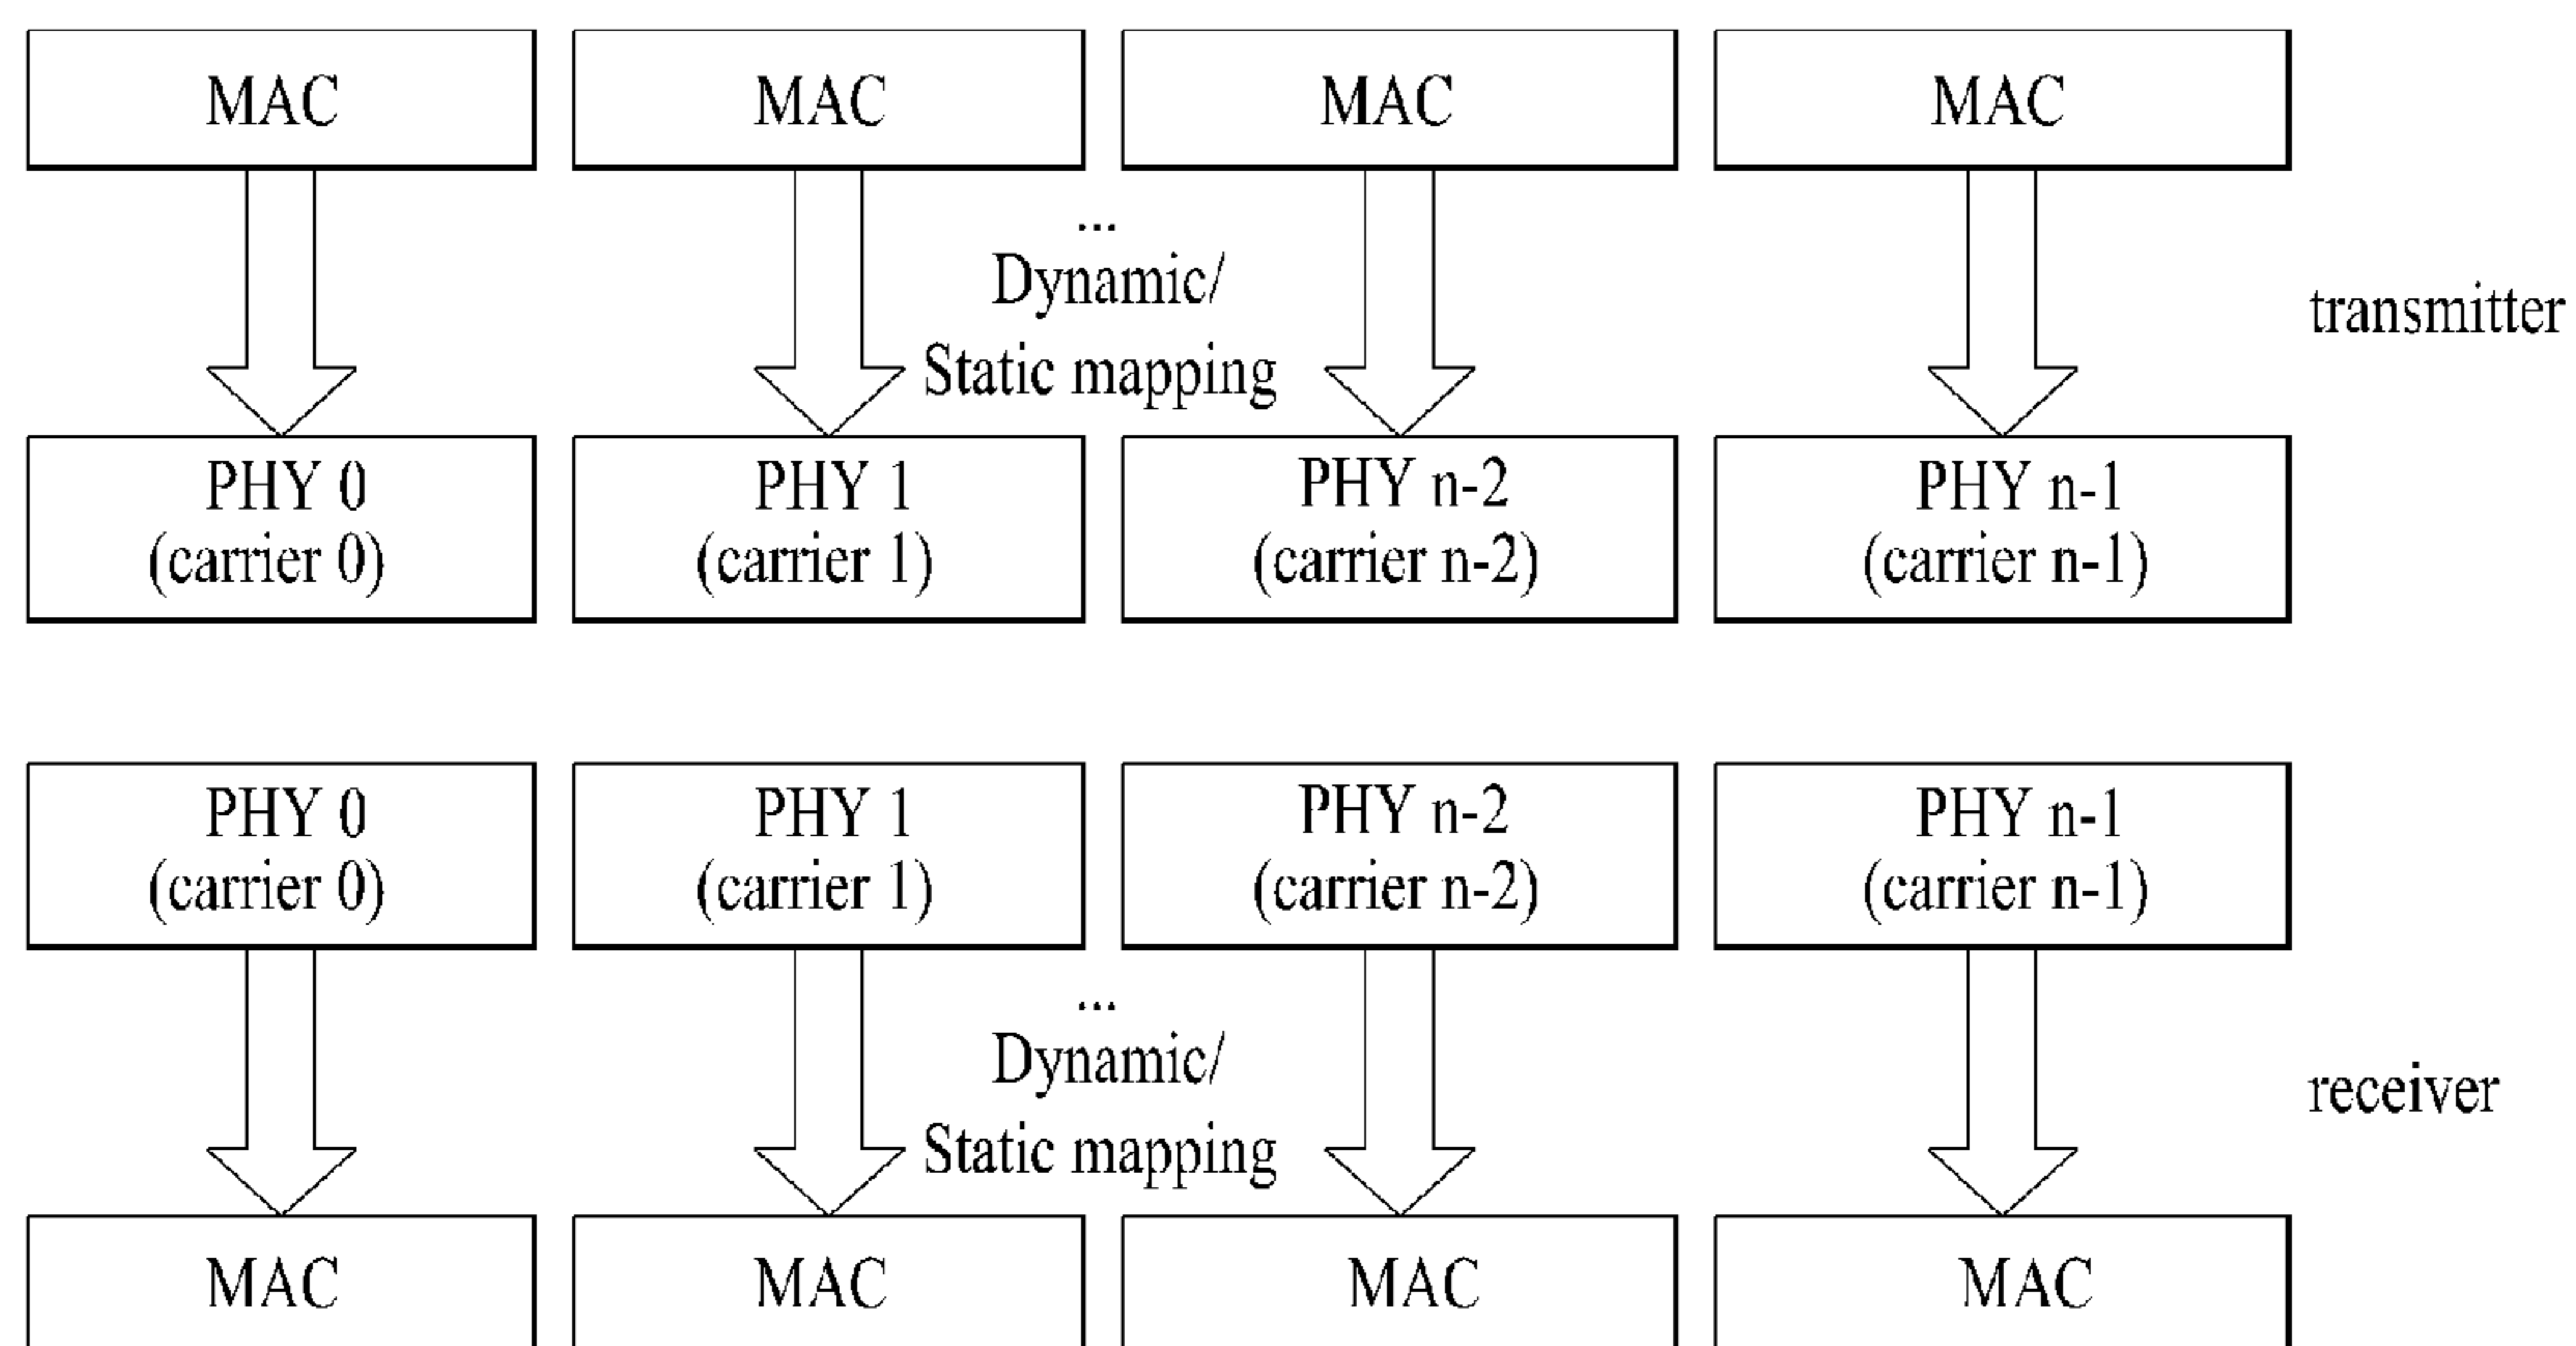 MAC MAC MAC MAC
...
Dynamic/
Static mapping
transmitter
PHY 0 PHY 1 PHY n-2 PHY n-1
(carrier 0) (carrier 1) (carrier n-2) (carrier n-1)
PHY 0 PHY 1 PHY n-2 PHY n-1
(carrier 0) (carrier 1) (carrier n-2) (carrier n-1)
...
Dynamic/
Static mapping
receiver
MAC MAC MAC MAC